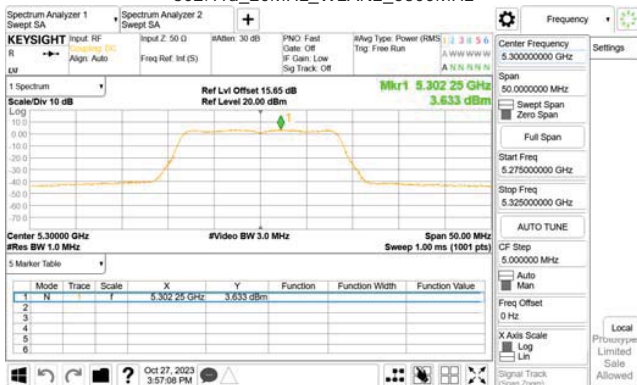 Spectrum Analyzer 1
Swept SA
Spectrum Analyzer 2
Swept SA
+
Frequency
KEYSIGHT
R
Input: RF
Coupling: DC
Align: Auto
Input Z: 50 Ω
Freq Ref: Int (S)
#Atten: 30 dB
PNO: Fast
Gate: Off
IF Gain: Low
Sig Track: Off
#Avg Type: Power (RMS
Trig: Free Run
1 2 3 4 5 6
A W W W W W
A N N N N N
1 Spectrum
Scale/Div 10 dB
Ref Lvl Offset 15.65 dB
Ref Level 20.00 dBm
Mkr1 5.302 25 GHz
3.633 dBm
Log
10.0
0.00
-10.0
-20.0
-30.0
-40.0
-50.0
-60.0
-70.0
1
Center 5.30000 GHz
#Res BW 1.0 MHz
#Video BW 3.0 MHz
Span 50.00 MHz
Sweep 1.00 ms (1001 pts)
5 Marker Table
Mode Trace Scale X Y Function Function Width Function Value
1 N 1 f 5.302 25 GHz 3.633 dBm
2
3
4
5
6
Oct 27, 2023
3:57:08 PM
Center Frequency
5.300000000 GHz
Settings
Span
50.0000000 MHz
Swept Span
Zero Span
Full Span
Start Freq
5.275000000 GHz
Stop Freq
5.325000000 GHz
AUTO TUNE
CF Step
5.000000 MHz
Auto
Man
Freq Offset
0 Hz
X Axis Scale
Log
Lin
Signal Track
(Span Zoom)
Local
Prototype
Limited
Sale
Allowed